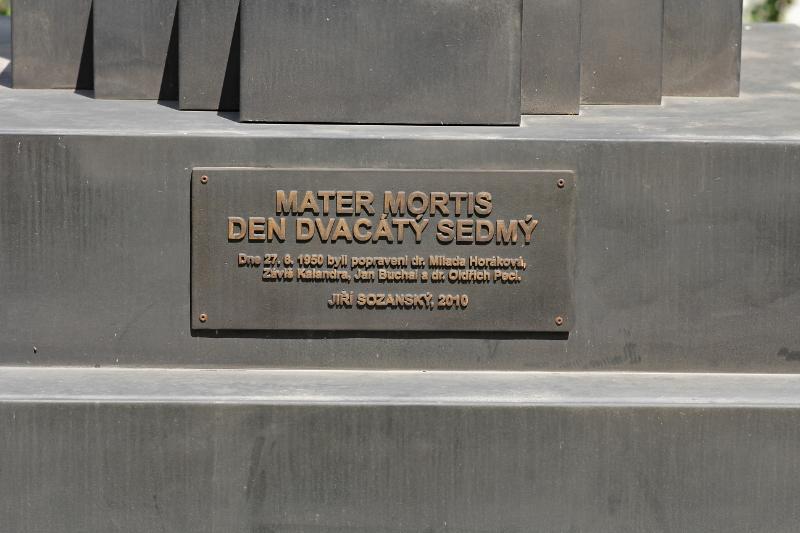 MATER MORTIS
DEN DVACÁTÝ SEDMÝ
Dne 27. 6. 1950 byli popraveni dr. Milada Horáková,
Záviš Kalandra, Jan Buchal a dr. Oldřich Pecl.
JIŘÍ SOZANSKÝ, 2010